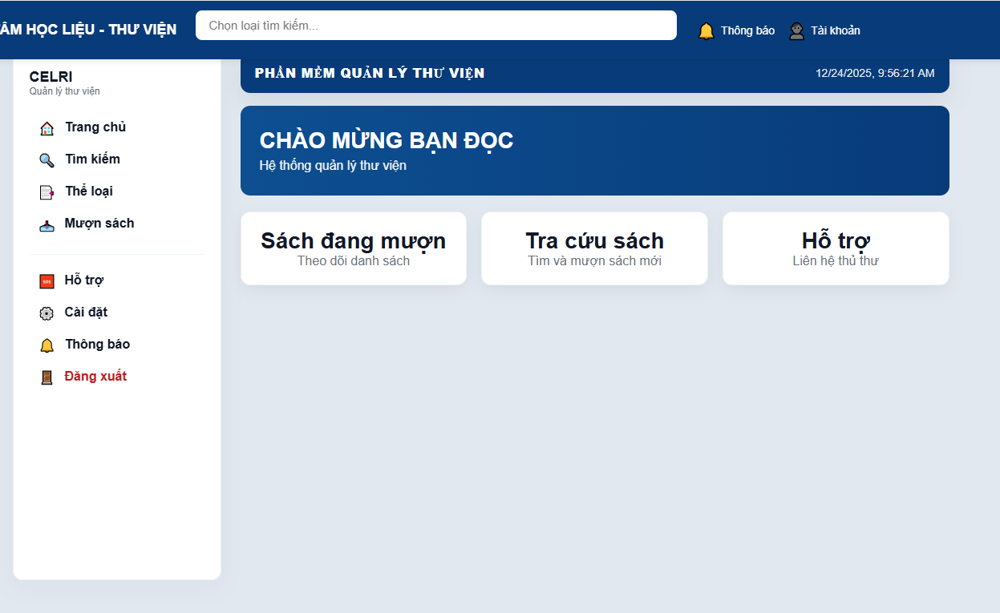 ÂM HỌC LIỆU - THƯ VIỆN
Chọn loại tìm kiếm...
Thông báo
Tài khoản
CELRI
Quản lý thư viện
Trang chủ
Tìm kiếm
Thể loại
Mượn sách
Hỗ trợ
Cài đặt
Thông báo
Đăng xuất
PHẦN MỀM QUẢN LÝ THƯ VIỆN
12/24/2025, 9:56:21 AM
CHÀO MỪNG BẠN ĐỌC
Hệ thống quản lý thư viện
Sách đang mượn
Theo dõi danh sách
Tra cứu sách
Tìm và mượn sách mới
Hỗ trợ
Liên hệ thủ thư